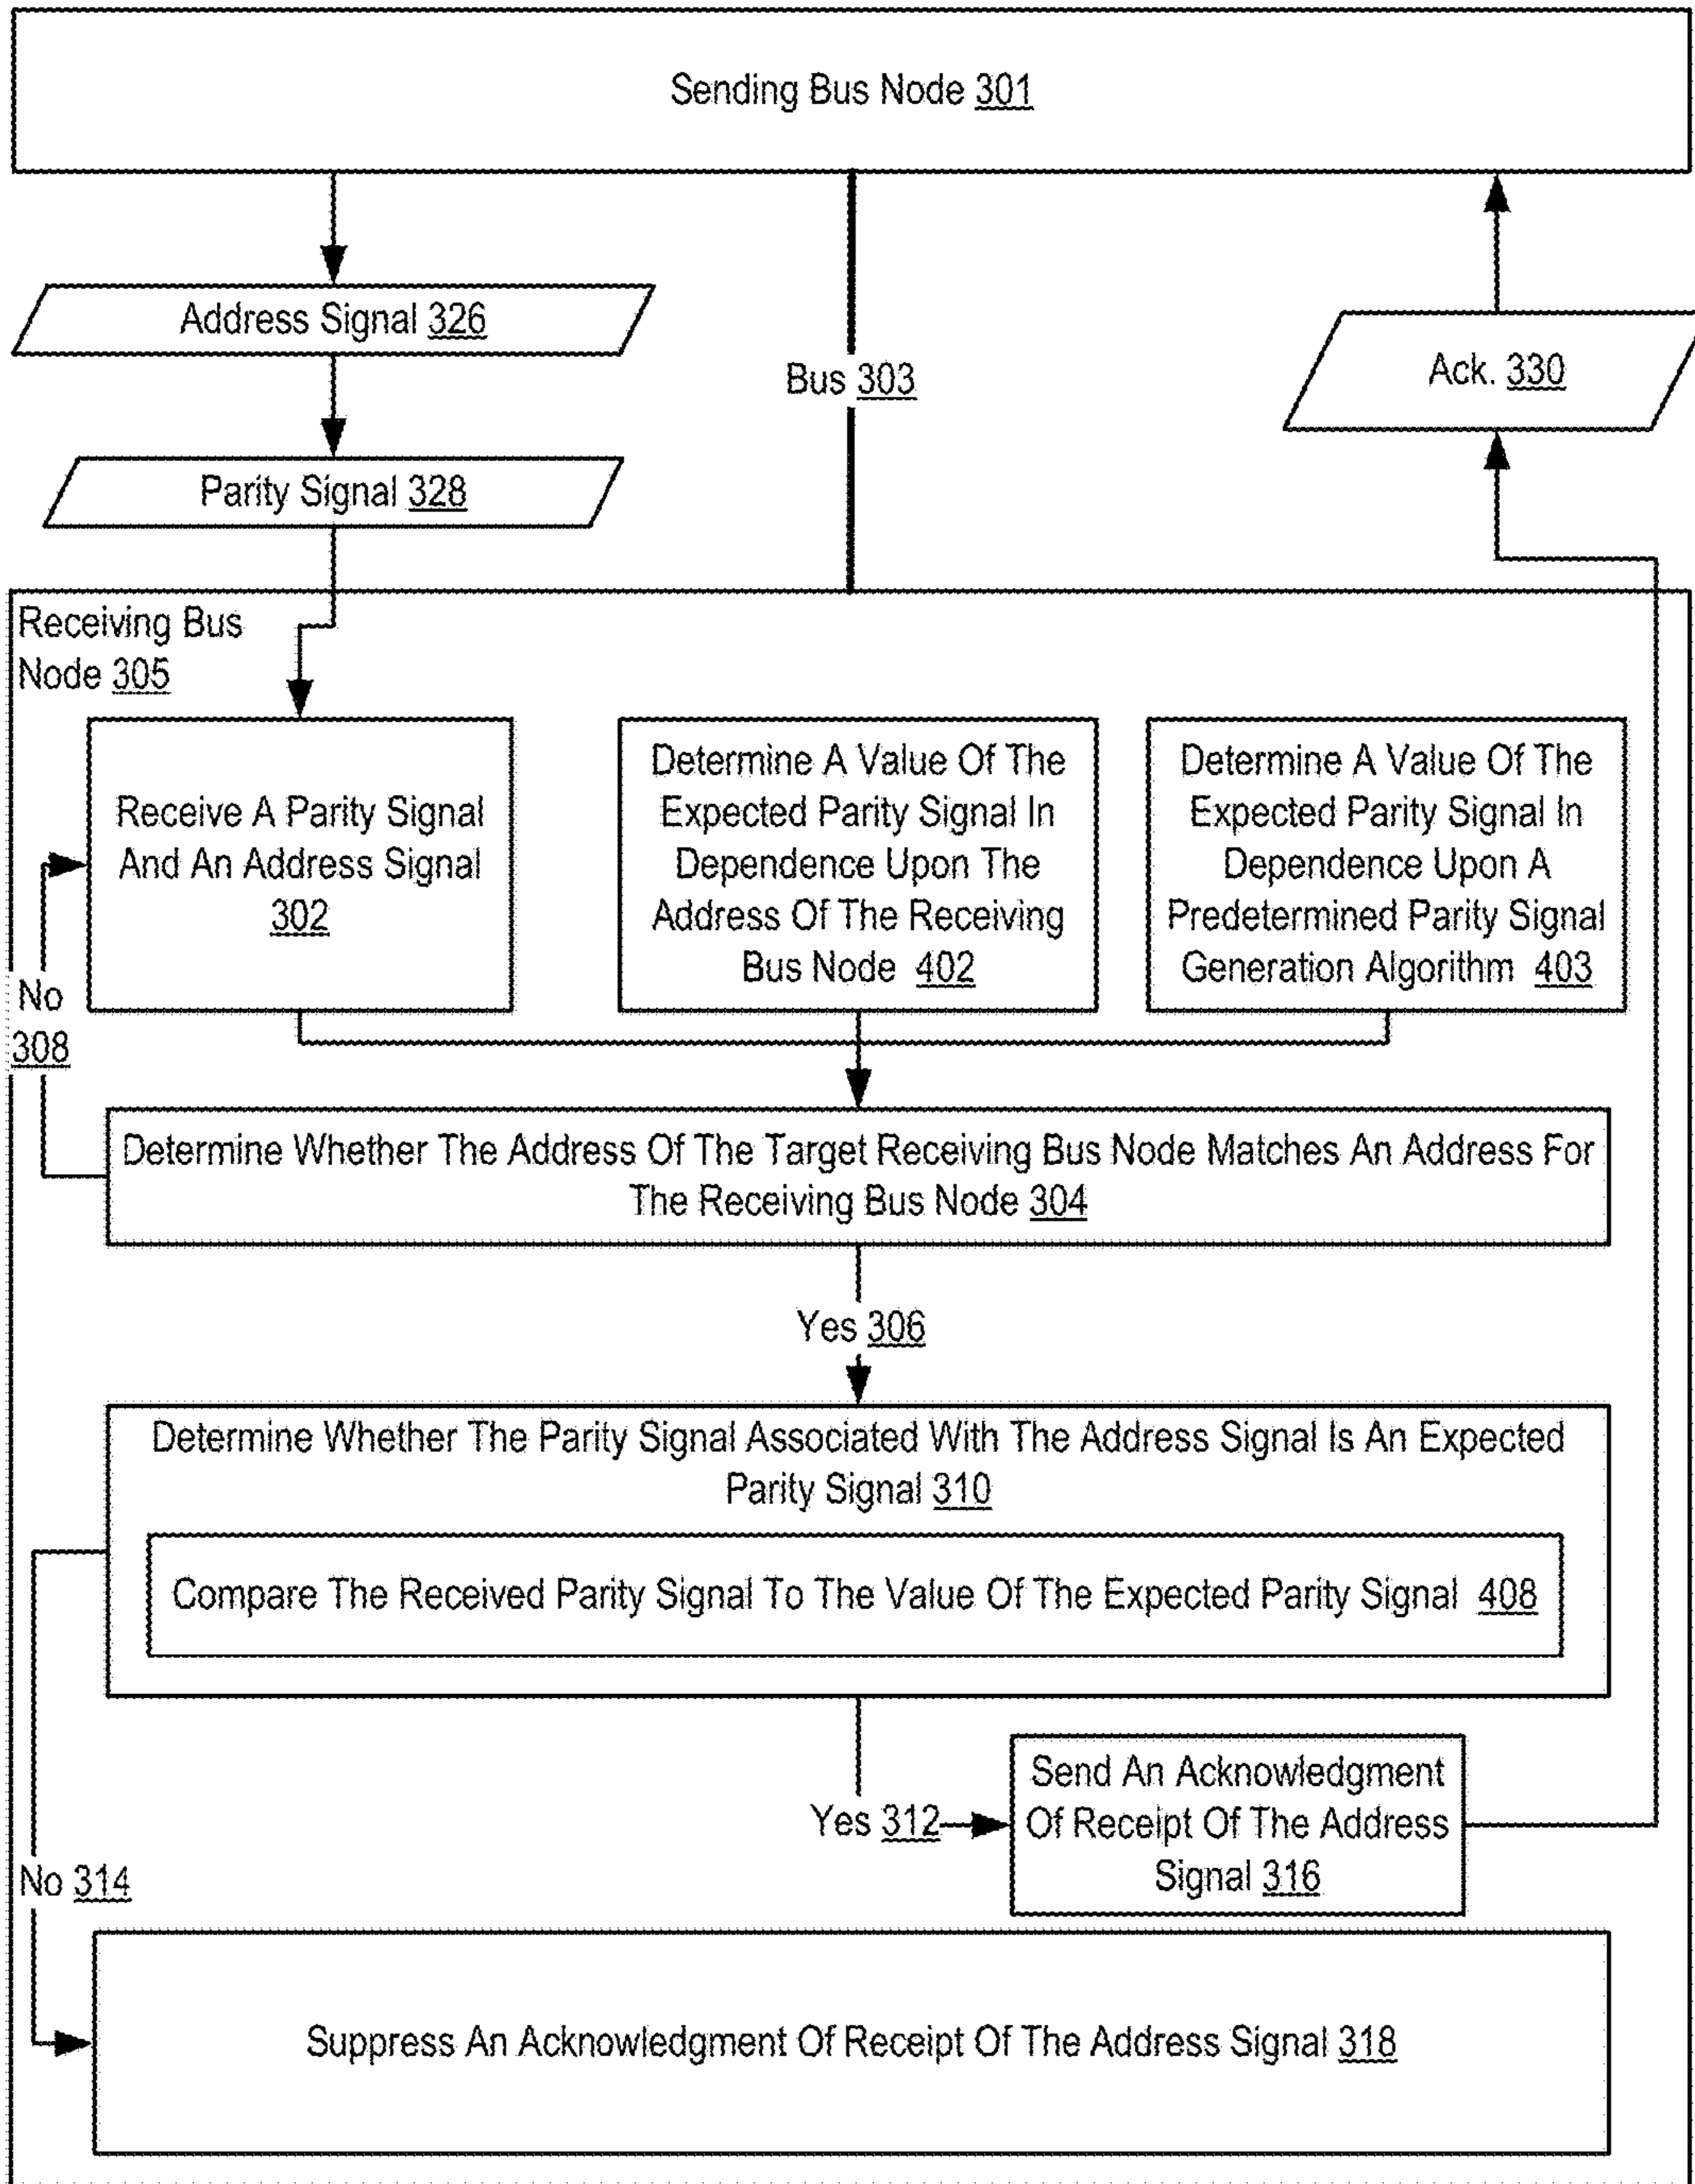 Sending Bus Node 301
Address Signal 326
Bus 303
Ack. 330
Parity Signal 328
Receiving Bus
Node 305
Receive A Parity Signal
And An Address Signal
302
Determine A Value Of The
Expected Parity Signal In
Dependence Upon The
Address Of The Receiving
Bus Node 402
Determine A Value Of The
Expected Parity Signal In
Dependence Upon A
Predetermined Parity Signal
Generation Algorithm 403
No
308
Determine Whether The Address Of The Target Receiving Bus Node Matches An Address For
The Receiving Bus Node 304
Yes 306
Determine Whether The Parity Signal Associated With The Address Signal Is An Expected
Parity Signal 310
Compare The Received Parity Signal To The Value Of The Expected Parity Signal 408
Yes 312
Send An Acknowledgment
Of Receipt Of The Address
Signal 316
No 314
Suppress An Acknowledgment Of Receipt Of The Address Signal 318